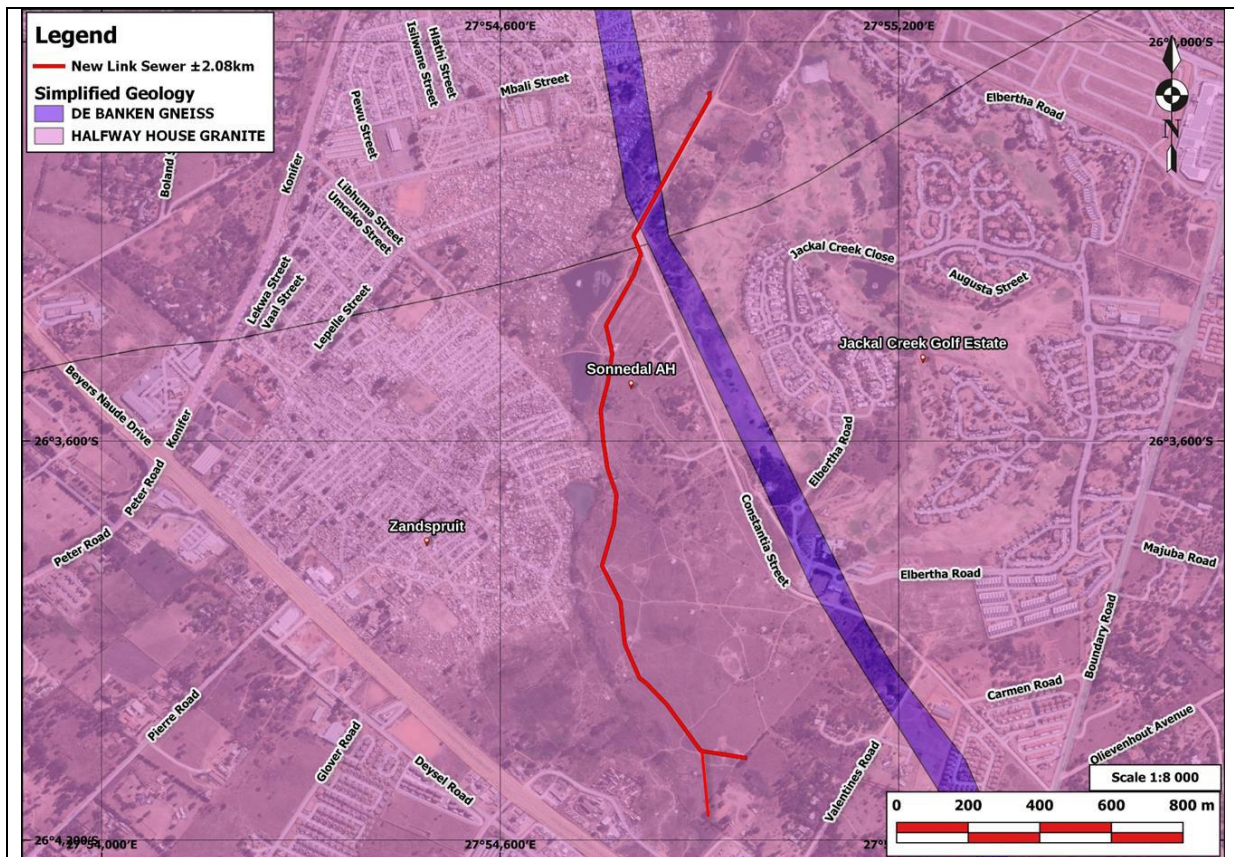 Legend
New Link Sewer ±2.08km
Simplified Geology
DE BANKEN GNEISS
HALFWAY HOUSE GRANITE
27°54,600'E
27°55,200'E
Hlathi Street
Isilwane Street
Mbali Street
Pewu Street
Elbertha Road
N
Konifer
Libhuma Street
Umcako Street
Jackal Creek Close
Augusta Street
Lekwa Street
Vaal Street
Lepelle Street
Jackal Creek Golf Estate
Sonnedal AH
Beyers Naude Drive
Konifer
Peter Road
26°3,600'S
26°3,600'S
Elbertha Road
Zandspruit
Constantia Street
Peter Road
Elbertha Road
Majuba Road
Boundary Road
Carmen Road
Pierre Road
Olievenhout Avenue
Glover Road
Deysel Road
Valentines Road
Scale 1:8 000
0 200 400 600 800 m
27°54,000'E
27°54,600'E